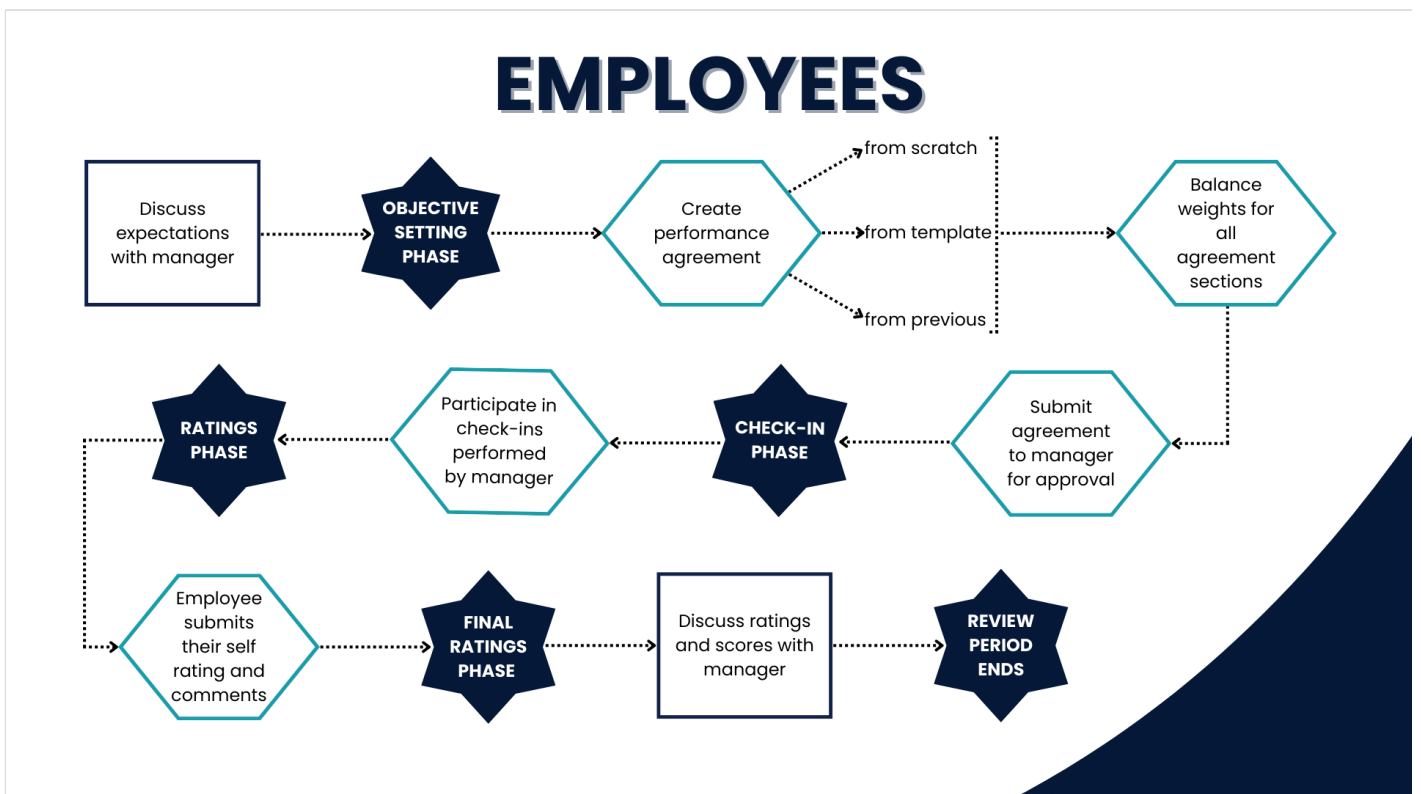 EMPLOYEES
Discuss
expectations
with manager
OBJECTIVE
SETTING
PHASE
Create
performance
agreement
from scratch
from template
from previous
Balance
weights for
all
agreement
sections
Submit
agreement
to manager
for approval
CHECK-IN
PHASE
Participate in
check-ins
performed
by manager
RATINGS
PHASE
Employee
submits
their self
rating and
comments
FINAL
RATINGS
PHASE
Discuss ratings
and scores with
manager
REVIEW
PERIOD
ENDS